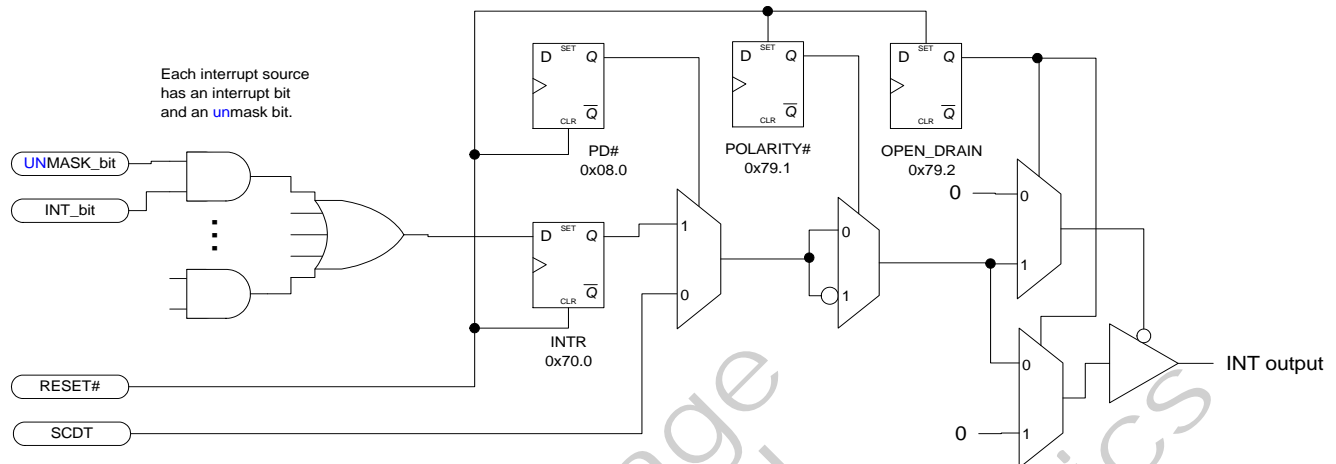 Each interrupt source
has an interrupt bit
and an unmask bit.
UNMASK_bit
INT_bit
RESET#
SCDT
D SET Q
CLR Q
PD#
0x08.0
D SET Q
CLR Q
INTR
0x70.0
1
0
D SET Q
CLR Q
POLARITY#
0x79.1
0
1
D SET Q
CLR Q
OPEN_DRAIN
0x79.2
0 0
1
0
0 1
INT output